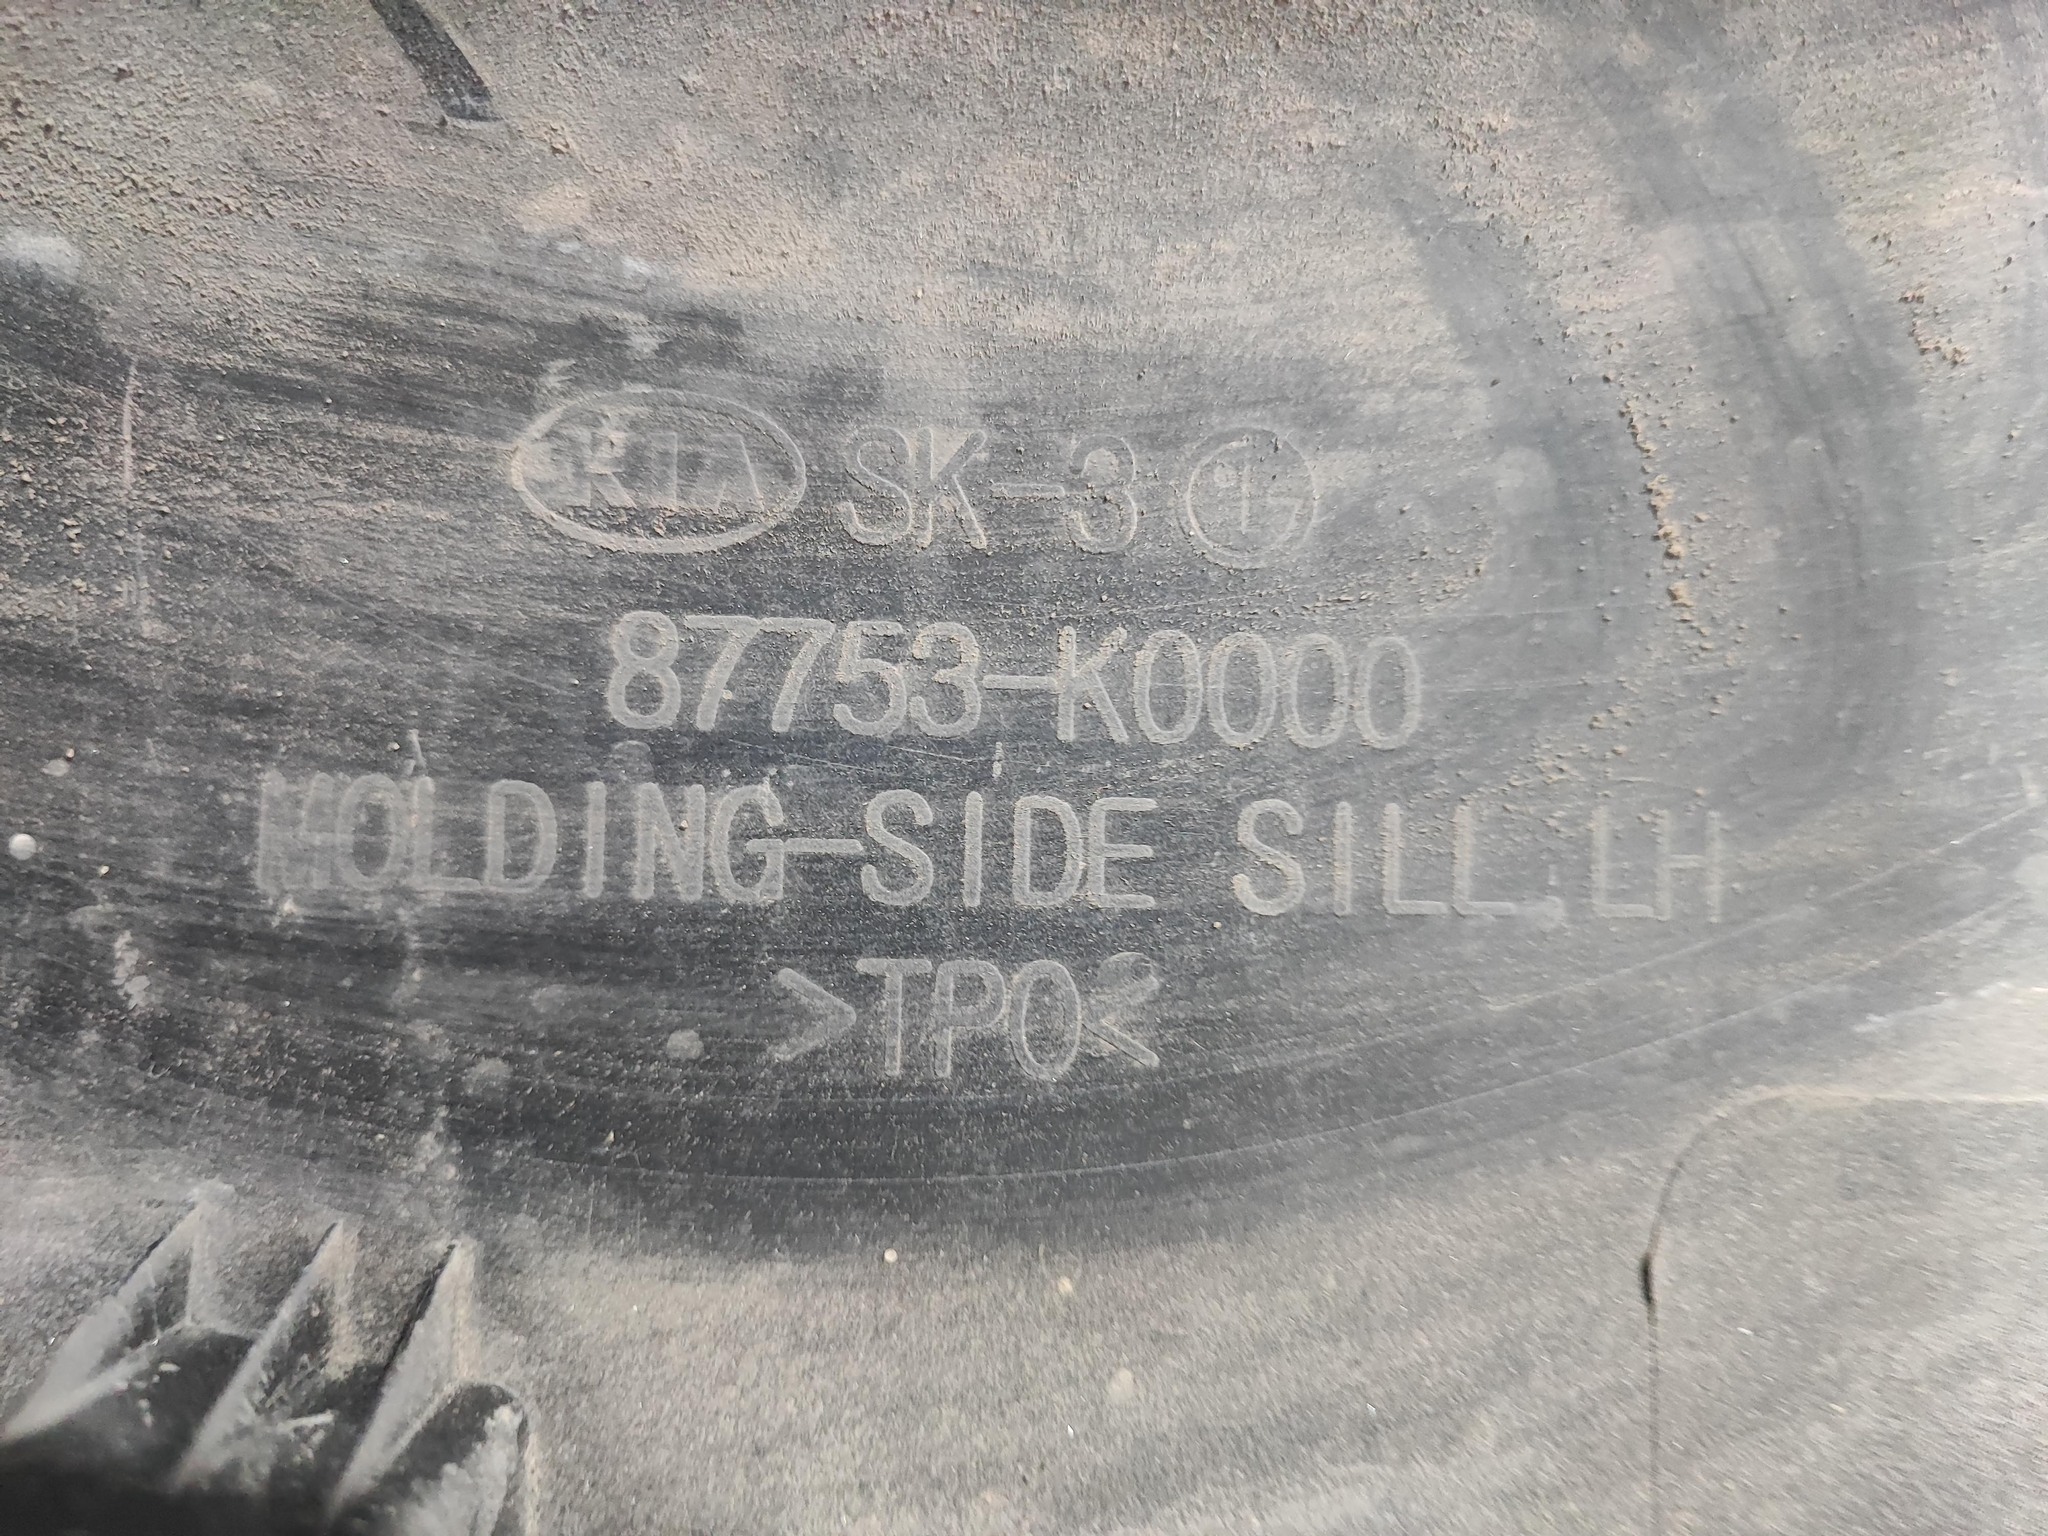 KIA SK-3
87753-K0000
MOLDING-SIDE SILL,LH
>TPO<